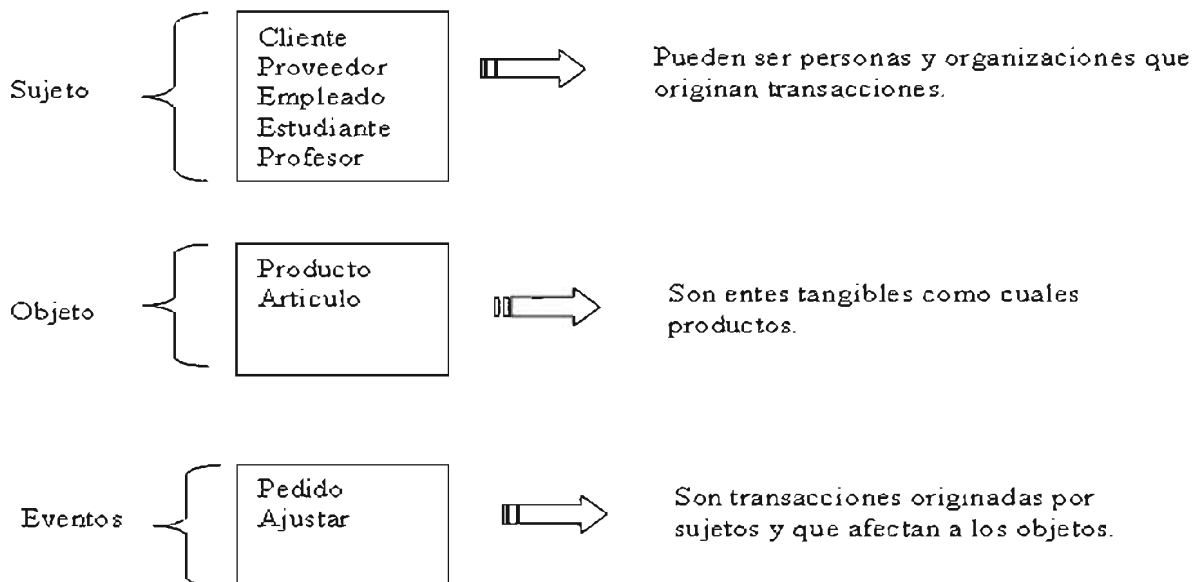 Sujeto
Cliente
Proveedor
Empleado
Estudiante
Profesor
Pueden ser personas y organizaciones que
originan transacciones.
Objeto
Producto
Articulo
Son entes tangibles como cuales
productos.
Eventos
Pedido
Ajustar
Son transacciones originadas por
sujetos y que afectan a los objetos.